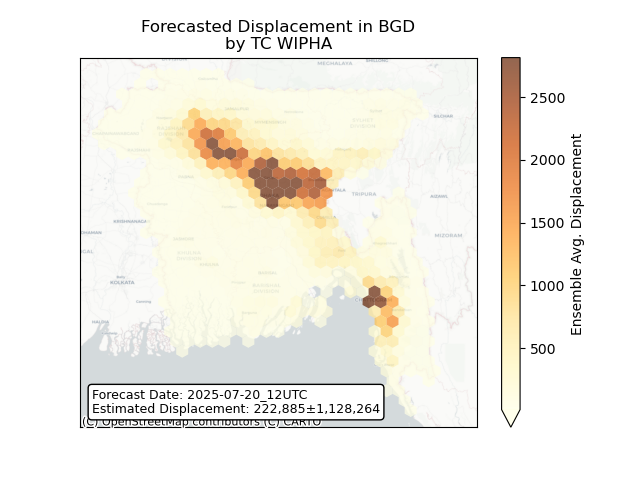 Forecasted Displacement in BGD
by TC WIPHA
MEGHALAYA
TRIPURA
MIZORAM
KOLKATA
2500
2000
1500
1000
500
Ensemble Avg. Displacement
Forecast Date: 2025-07-20_12UTC
Estimated Displacement: 222,885±1,128,264
(C) OpenStreetMap contributors (C) CARTO